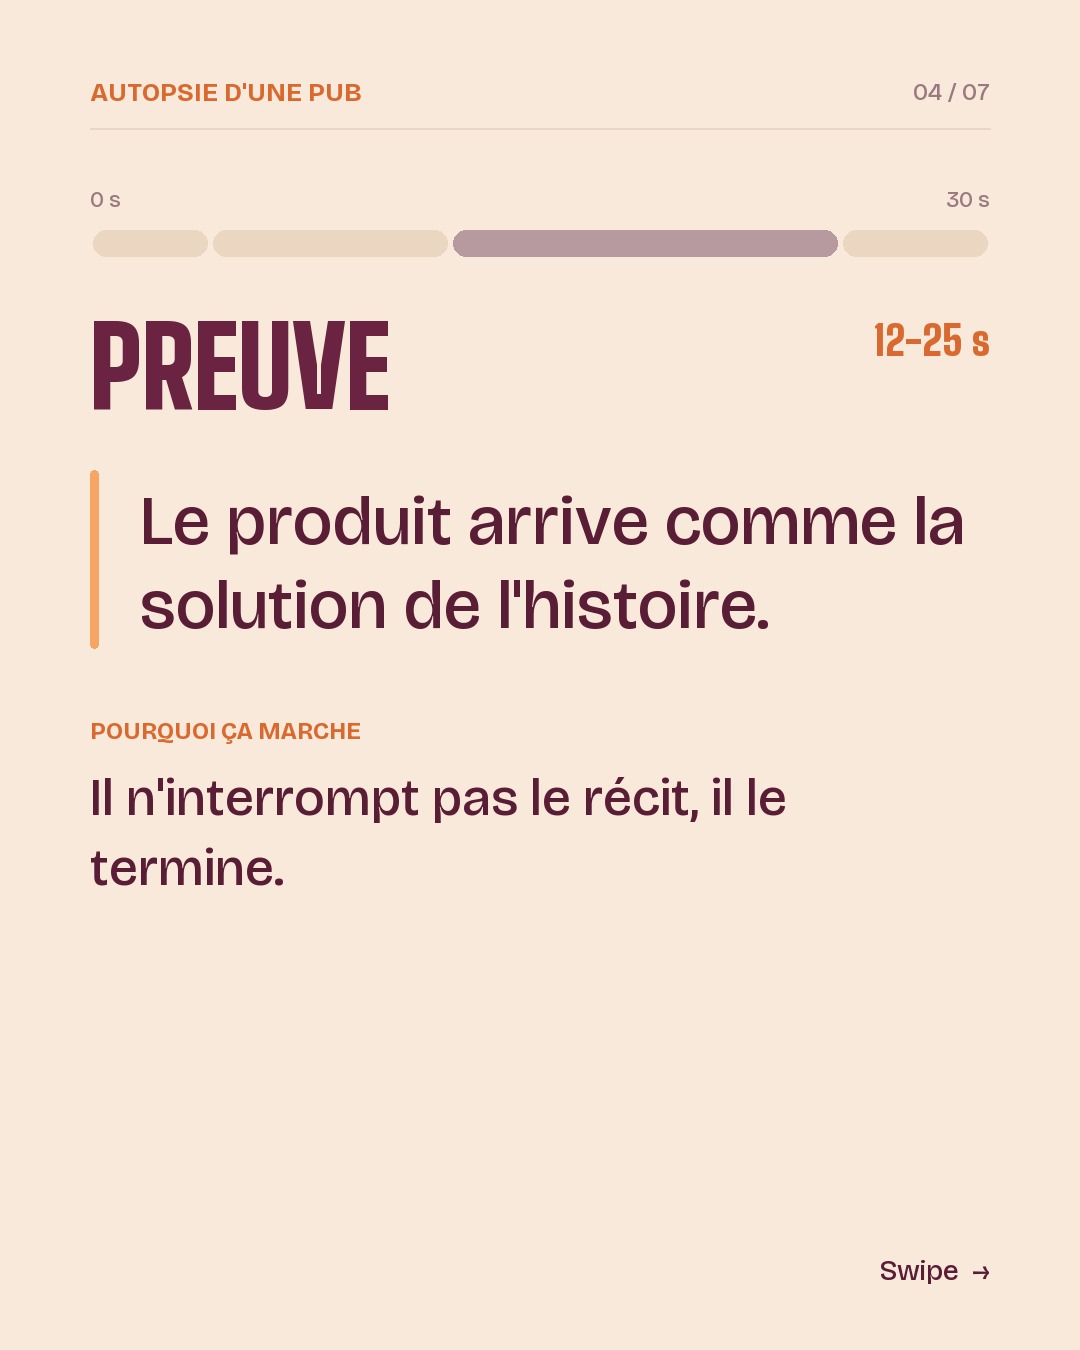 AUTOPSIE D'UNE PUB
04 / 07
0 s
30 s
PREUVE
12–25 s
Le produit arrive comme la
solution de l'histoire.
POURQUOI ÇA MARCHE
Il n'interrompt pas le récit, il le
termine.
Swipe →